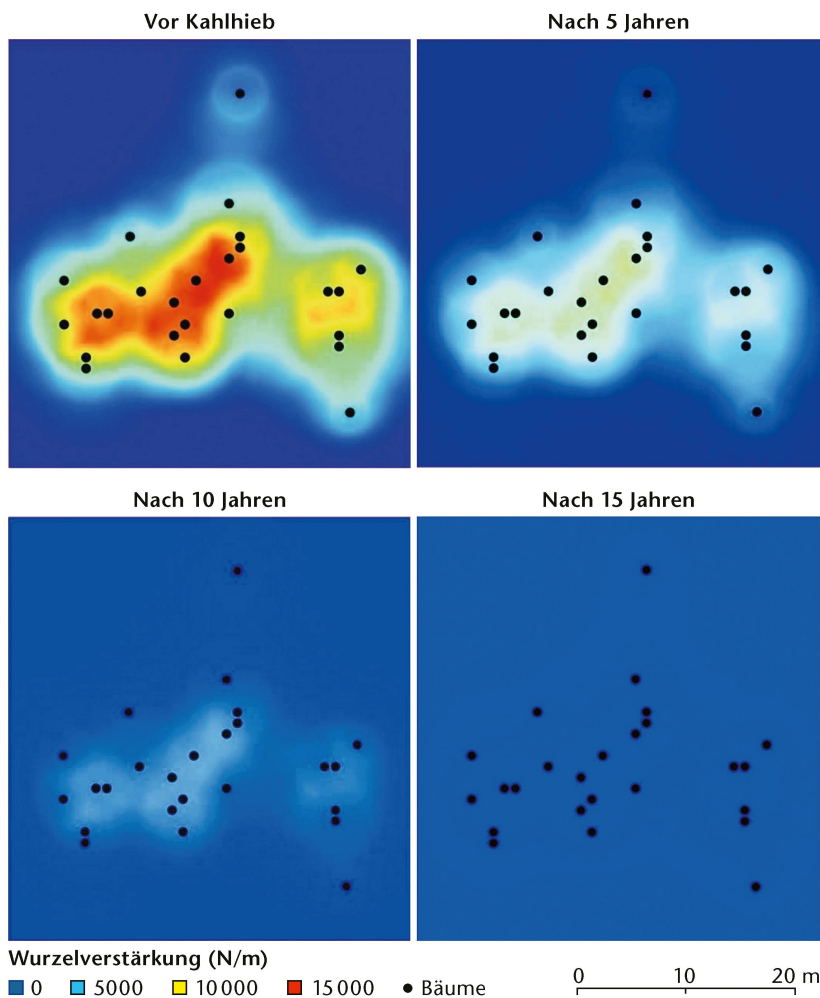 Vor Kahlhieb
Nach 5 Jahren
Nach 10 Jahren
Nach 15 Jahren
Wurzelverstärkung (N/m)
0 5000 10 000 15 000 Bäume
0 10 20 m